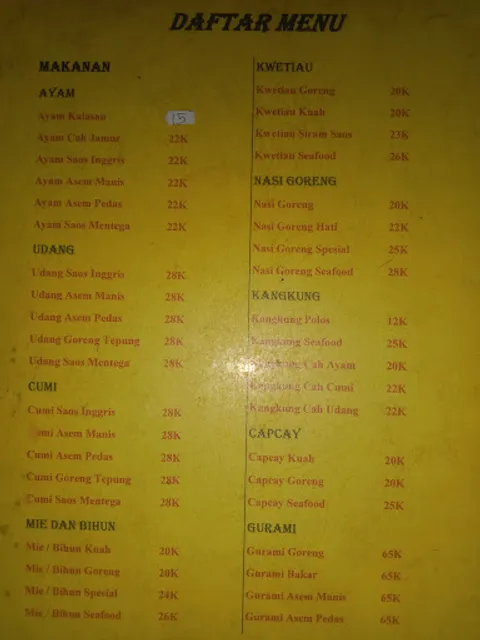 DAFTAR MENU
MAKANAN
AYAM
Ayam Kalasan 15
Ayam Cah Jamur 22K
Ayam Saos Inggris 22K
Ayam Asem Manis 22K
Ayam Asem Pedas 22K
Ayam Saos Mentega 22K
UDANG
Udang Saos Inggris 28K
Udang Asem Manis 28K
Udang Asem Pedas 28K
Udang Goreng Tepung 28K
Udang Saos Mentega 28K
CUMI
Cumi Saos Inggris 28K
Cumi Asem Manis 28K
Cumi Asem Pedas 28K
Cumi Goreng Tepung 28K
Cumi Saos Mentega 28K
MIE DAN BIHUN
Mie / Bihun Kuah 20K
Mie / Bihun Goreng 20K
Mie / Bihun Spesial 24K
Mie / Bihun Seafood 26K
KWETIAU
Kwetiau Goreng 20K
Kwetiau Kuah 20K
Kwetiau Siram Saos 23K
Kwetiau Seafood 26K
NASI GORENG
Nasi Goreng 20K
Nasi Goreng Hati 22K
Nasi Goreng Spesial 25K
Nasi Goreng Seafood 28K
KANGKUNG
Kangkung Polos 12K
Kangkung Seafood 25K
Kangkung Cah Ayam 20K
Kangkung Cah Cumi 22K
Kangkung Cah Udang 22K
CAPCAY
Capcay Kuah 20K
Capcay Goreng 20K
Capcay Seafood 25K
GURAMI
Gurami Goreng 65K
Gurami Bakar 65K
Gurami Asem Manis 65K
Gurami Asem Pedas 65K